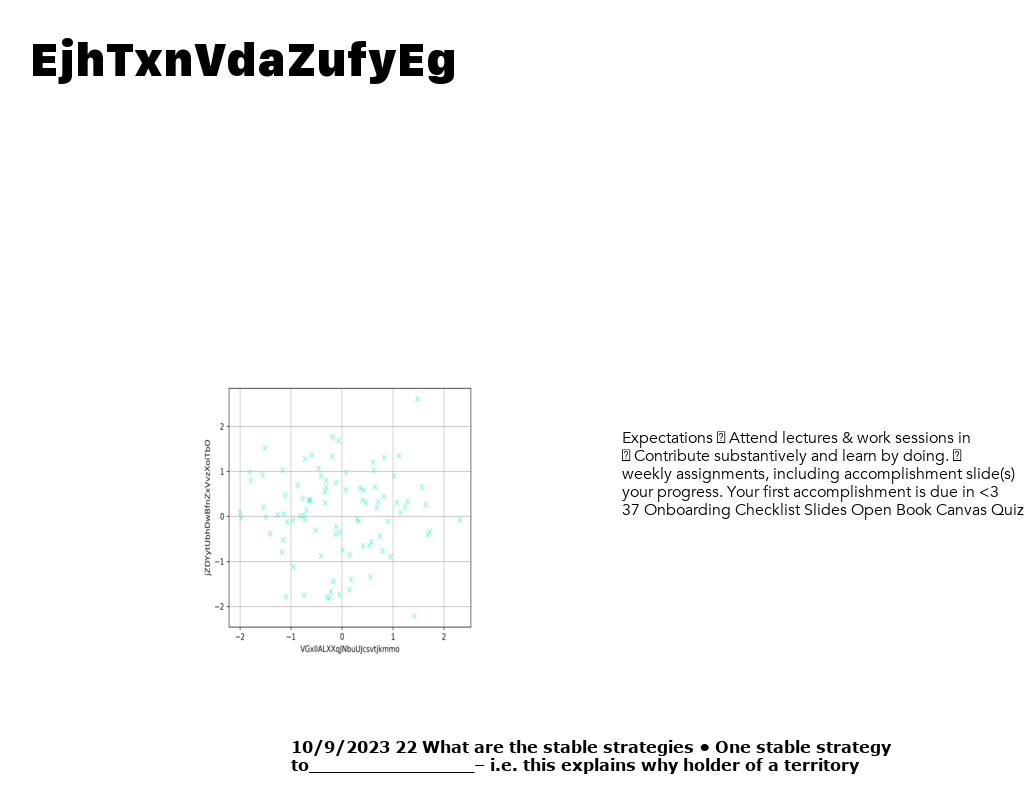 EjhTxnVdaZufyEg
2
1
0
−1
−2
−2
−1
0
1
2
Expectations Attend lectures & work sessions in
Contribute substantively and learn by doing.
weekly assignments, including accomplishment slide(s)
your progress. Your first accomplishment is due in <3
37 Onboarding Checklist Slides Open Book Canvas Quiz
10/9/2023 22 What are the stable strategies • One stable strategy
to___________________– i.e. this explains why holder of a territory